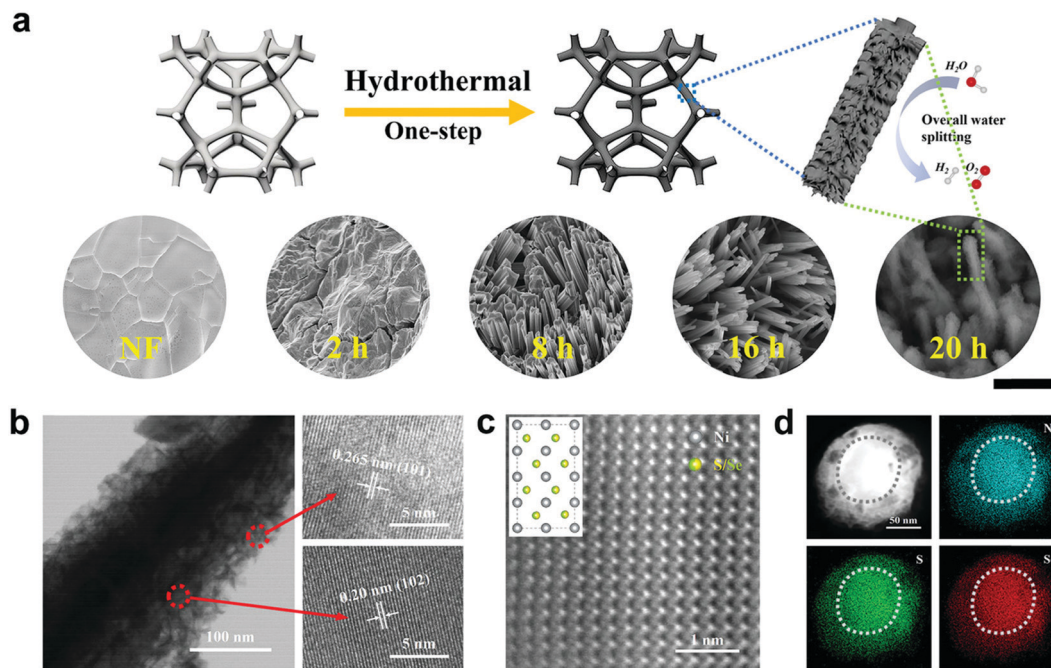 a
Hydrothermal
One-step
H2O
Overall water
splitting
H2
O2
NF
2 h
8 h
16 h
20 h
b
0.265 nm (101)
5 nm
0.20 nm (102)
5 nm
100 nm
c
Ni
S/Se
1 nm
d
50 nm
N
S
S